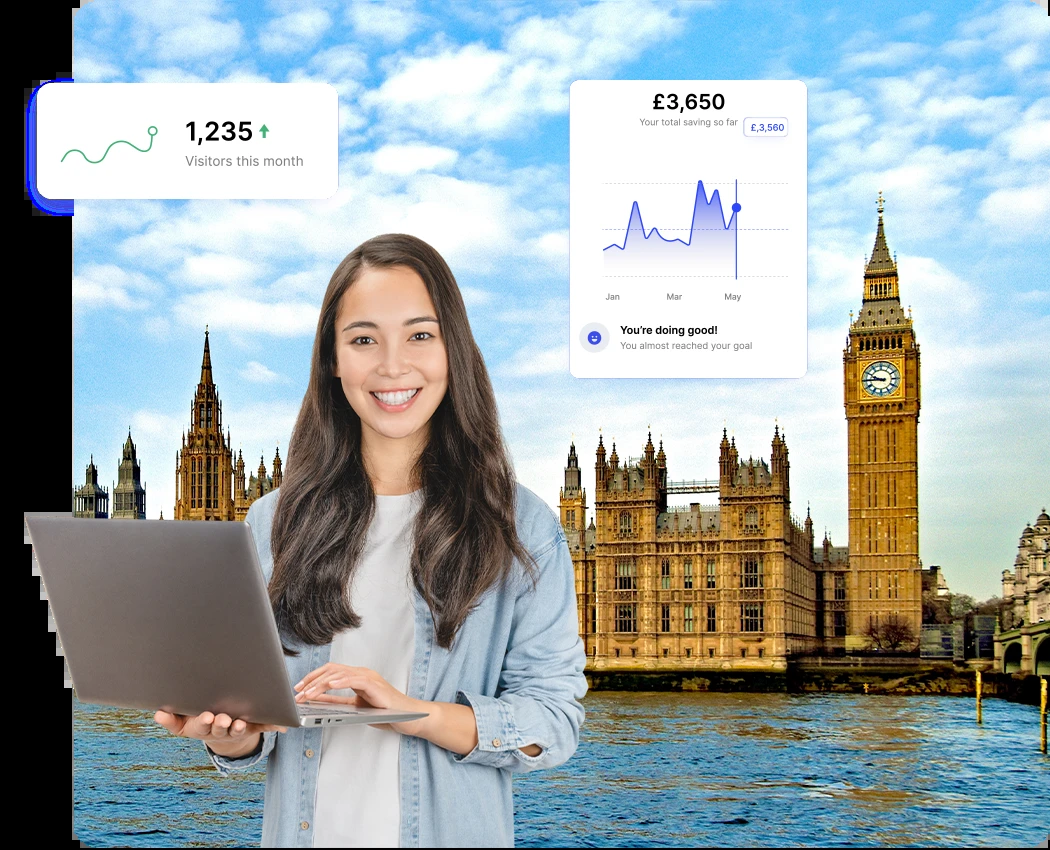 1,235
Visitors this month
£3,650
Your total saving so far
£3,560
Jan Mar May
You're doing good!
You almost reached your goal